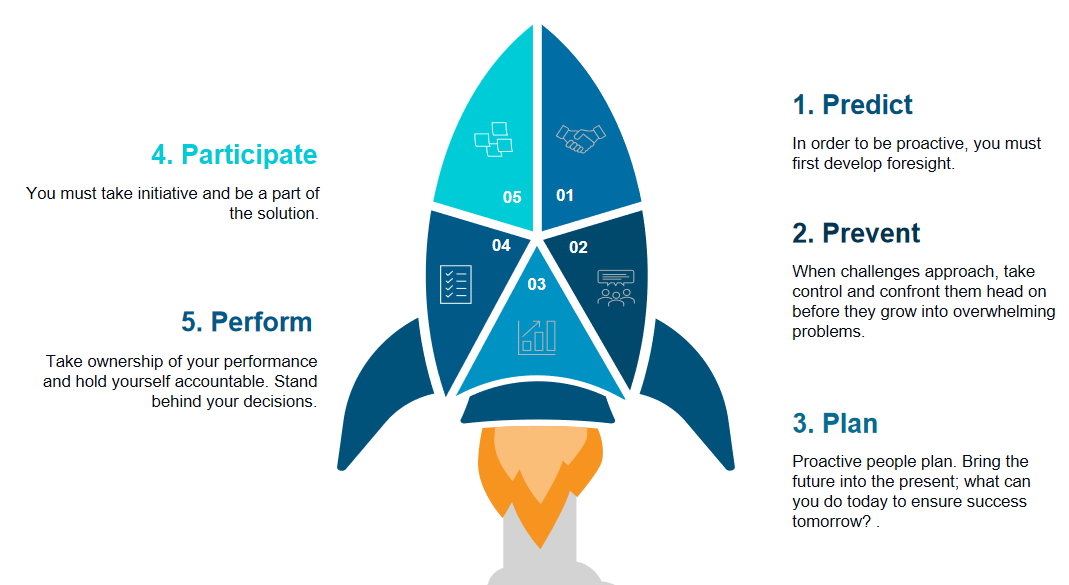 1. Predict
In order to be proactive, you must
first develop foresight.
2. Prevent
When challenges approach, take
control and confront them head on
before they grow into overwhelming
problems.
3. Plan
Proactive people plan. Bring the
future into the present; what can
you do today to ensure success
tomorrow? .
4. Participate
You must take initiative and be a part of
the solution.
5. Perform
Take ownership of your performance
and hold yourself accountable. Stand
behind your decisions.
05
01
04
02
03